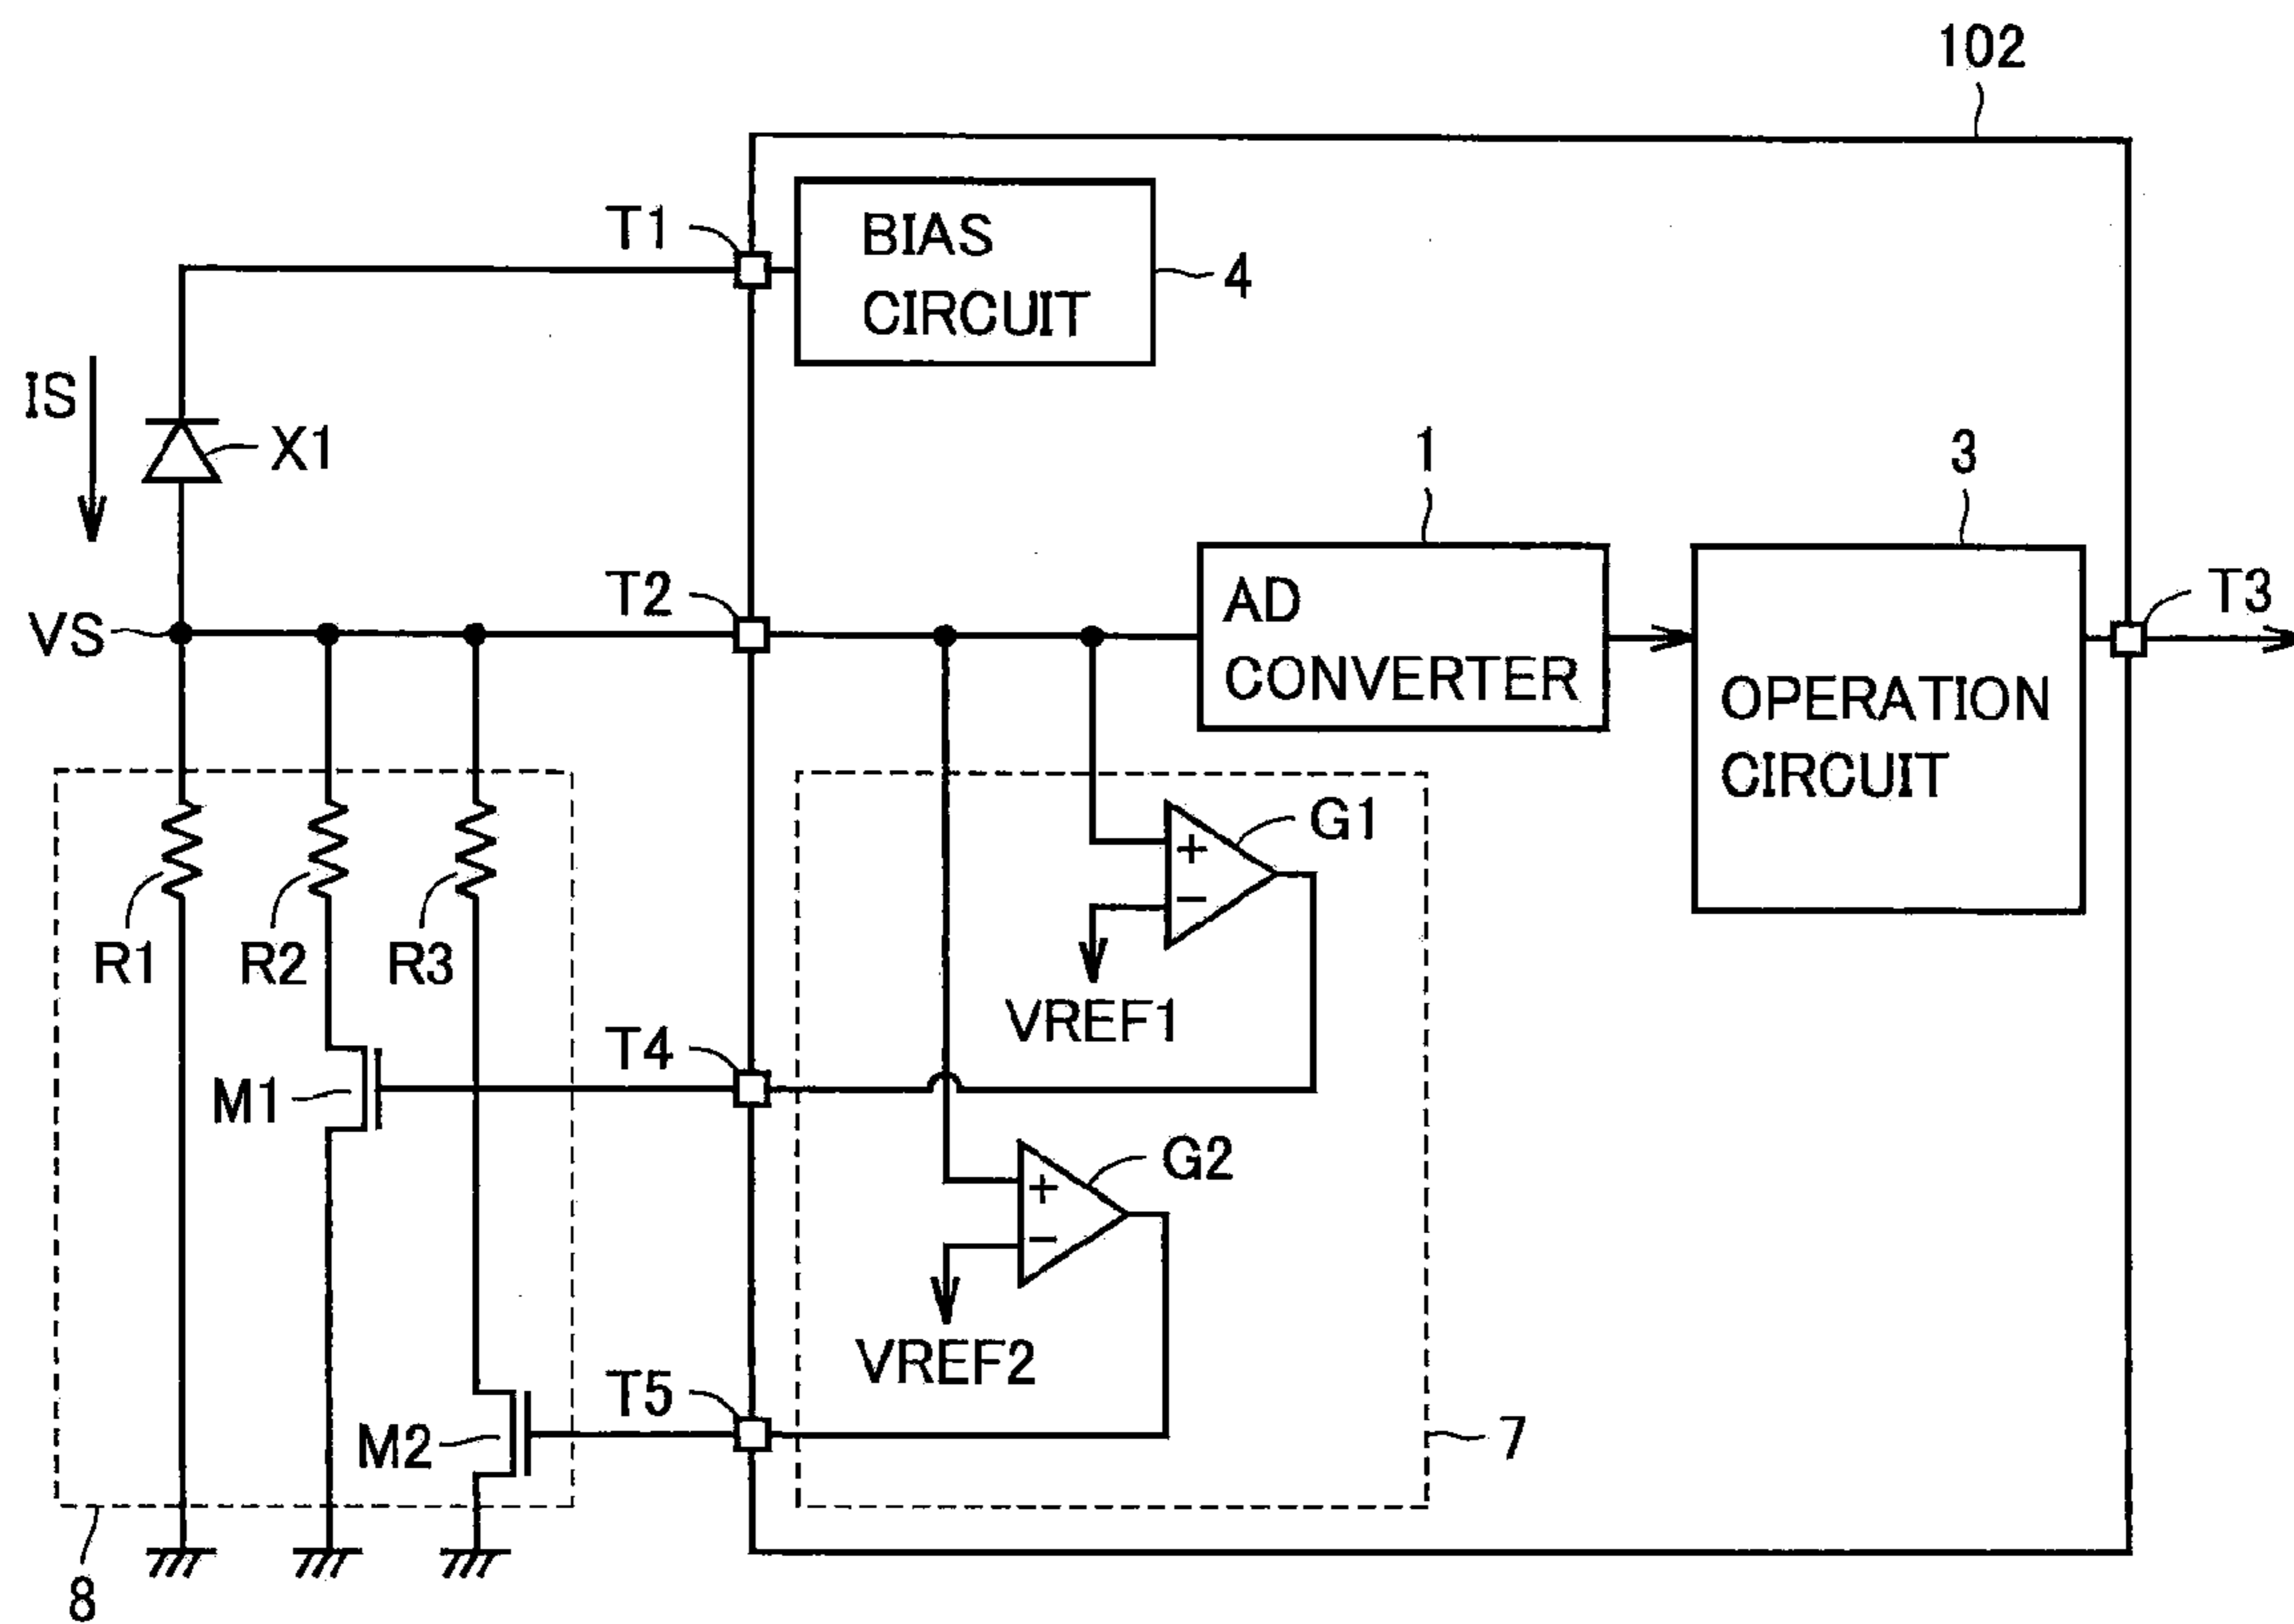 102
T1
BIAS
CIRCUIT
4
IS
X1
1
3
T2
AD
CONVERTER
T3
VS
OPERATION
CIRCUIT
G1
+
−
R1
R2
R3
VREF1
T4
M1
G2
+
−
VREF2
T5
M2
7
8